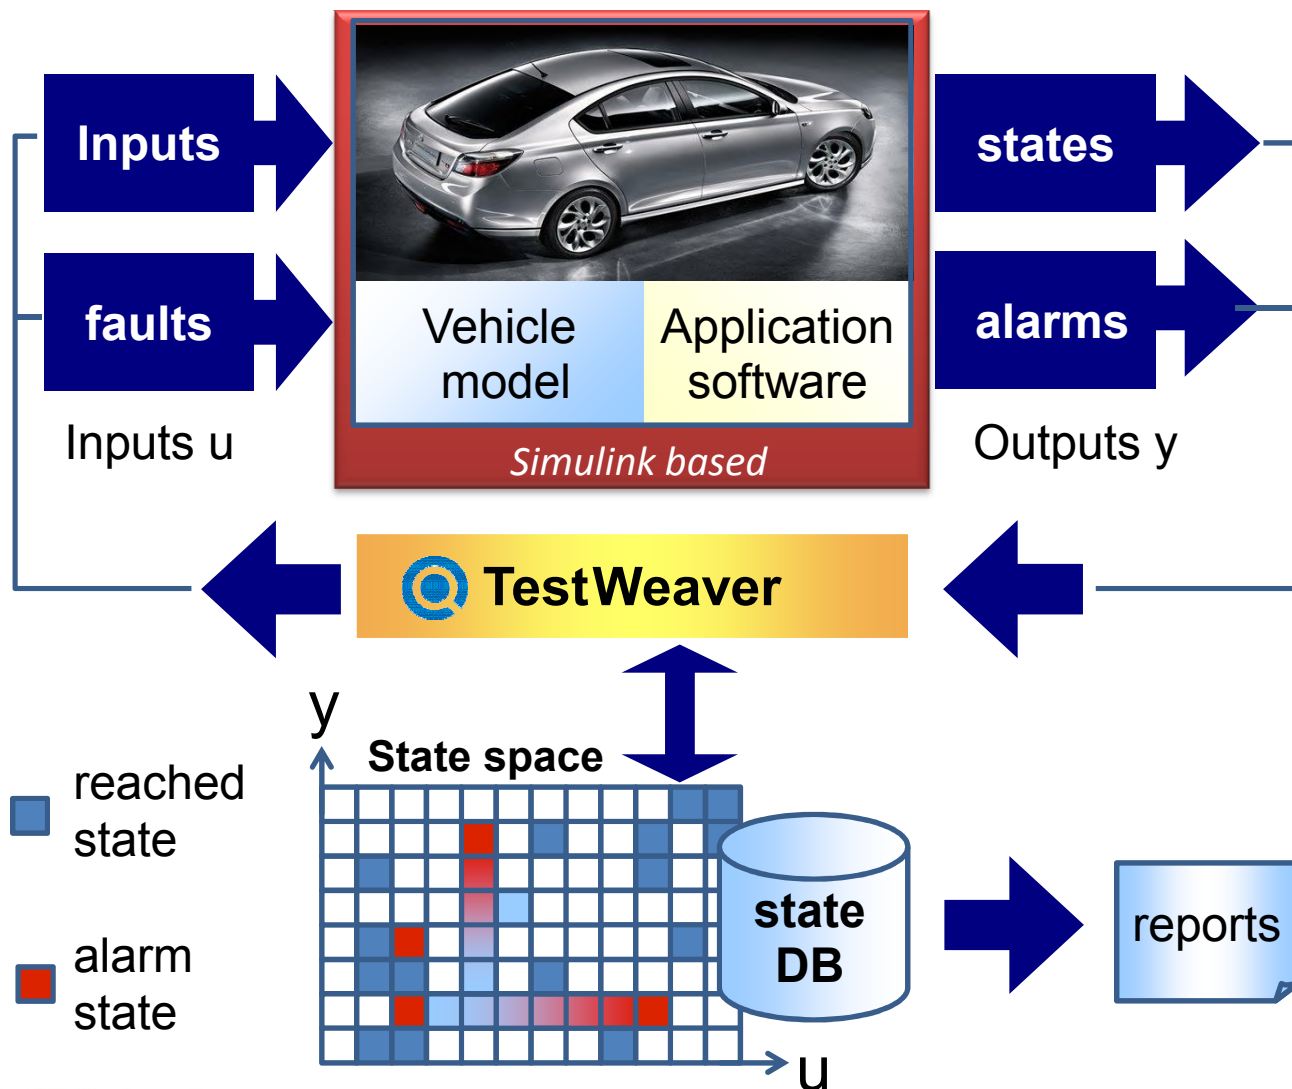 Inputs
states
faults
alarms
Vehicle
model
Application
software
Inputs u
Outputs y
Simulink based
TestWeaver
y
State space
reached
state
alarm
state
state
DB
reports
u